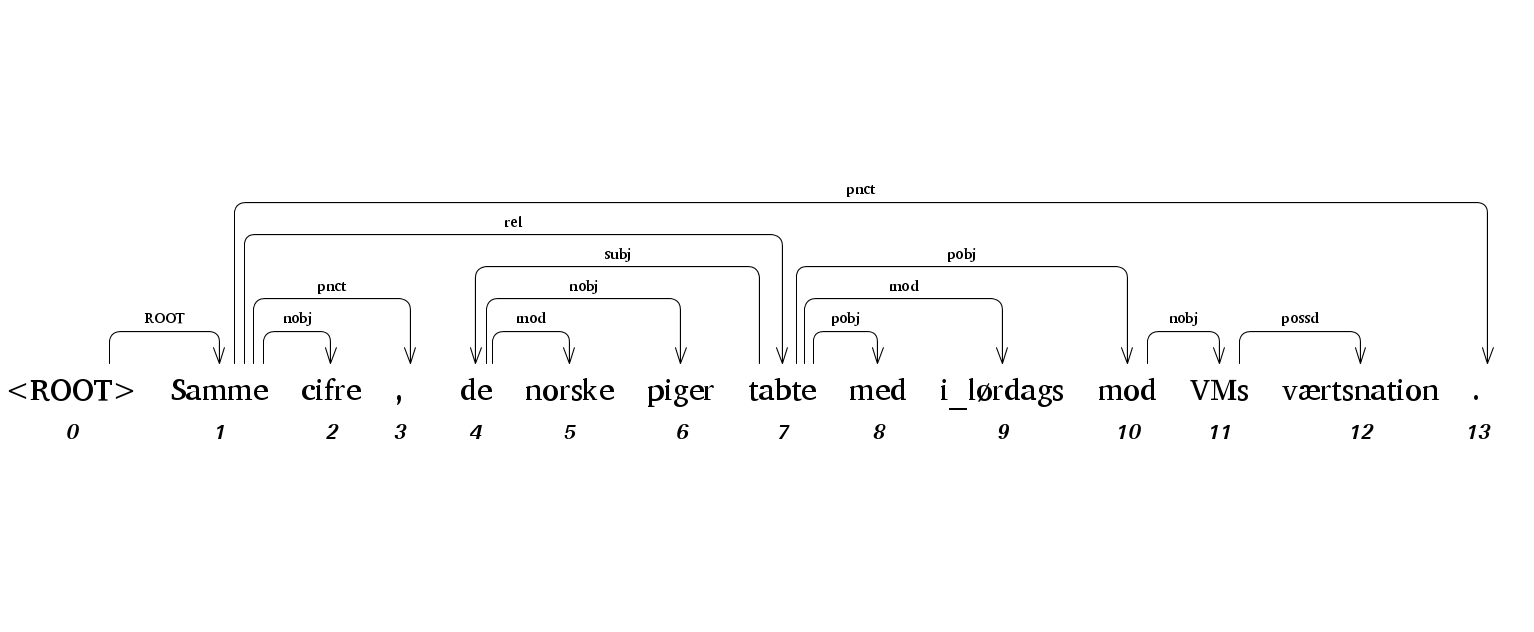 pnct
rel
subj pobj
pnct nobj mod
ROOT nobj mod pobj nobj possd
<ROOT> Samme cifre , de norske piger tabte med i_lørdags mod VMs værtsnation .
0 1 2 3 4 5 6 7 8 9 10 11 12 13